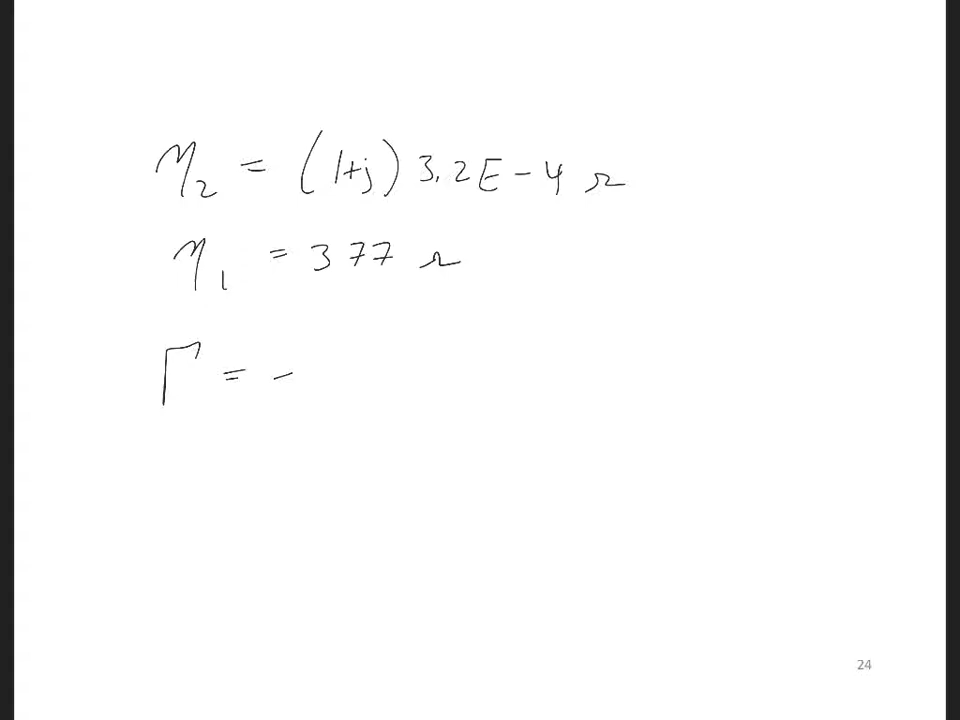 η₂ = (1+j) 3.2E-4 Ω
η₁ = 377 Ω
Γ = -
24